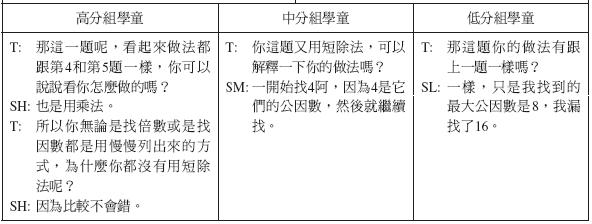 高分組學童
T: 那這一題呢，看起來做法都
跟第4和第5題一樣，你可以
說說看你怎麼做的嗎？
SH: 也是用乘法。
T: 所以你無論是找倍數或是找
因數都是用慢慢列出來的方
式，為什麼你都沒有用短除
法呢？
SH: 因為比較不會錯。
中分組學童
T: 你這題又用短除法，可以
解釋一下你的做法嗎？
SM: 一開始找4阿，因為4是它
們的公因數，然後就繼續
找。
低分組學童
T: 那這題你的做法有跟
上一題一樣嗎？
SL: 一樣，只是我找到的
最大公因數是8，我漏
找了16。